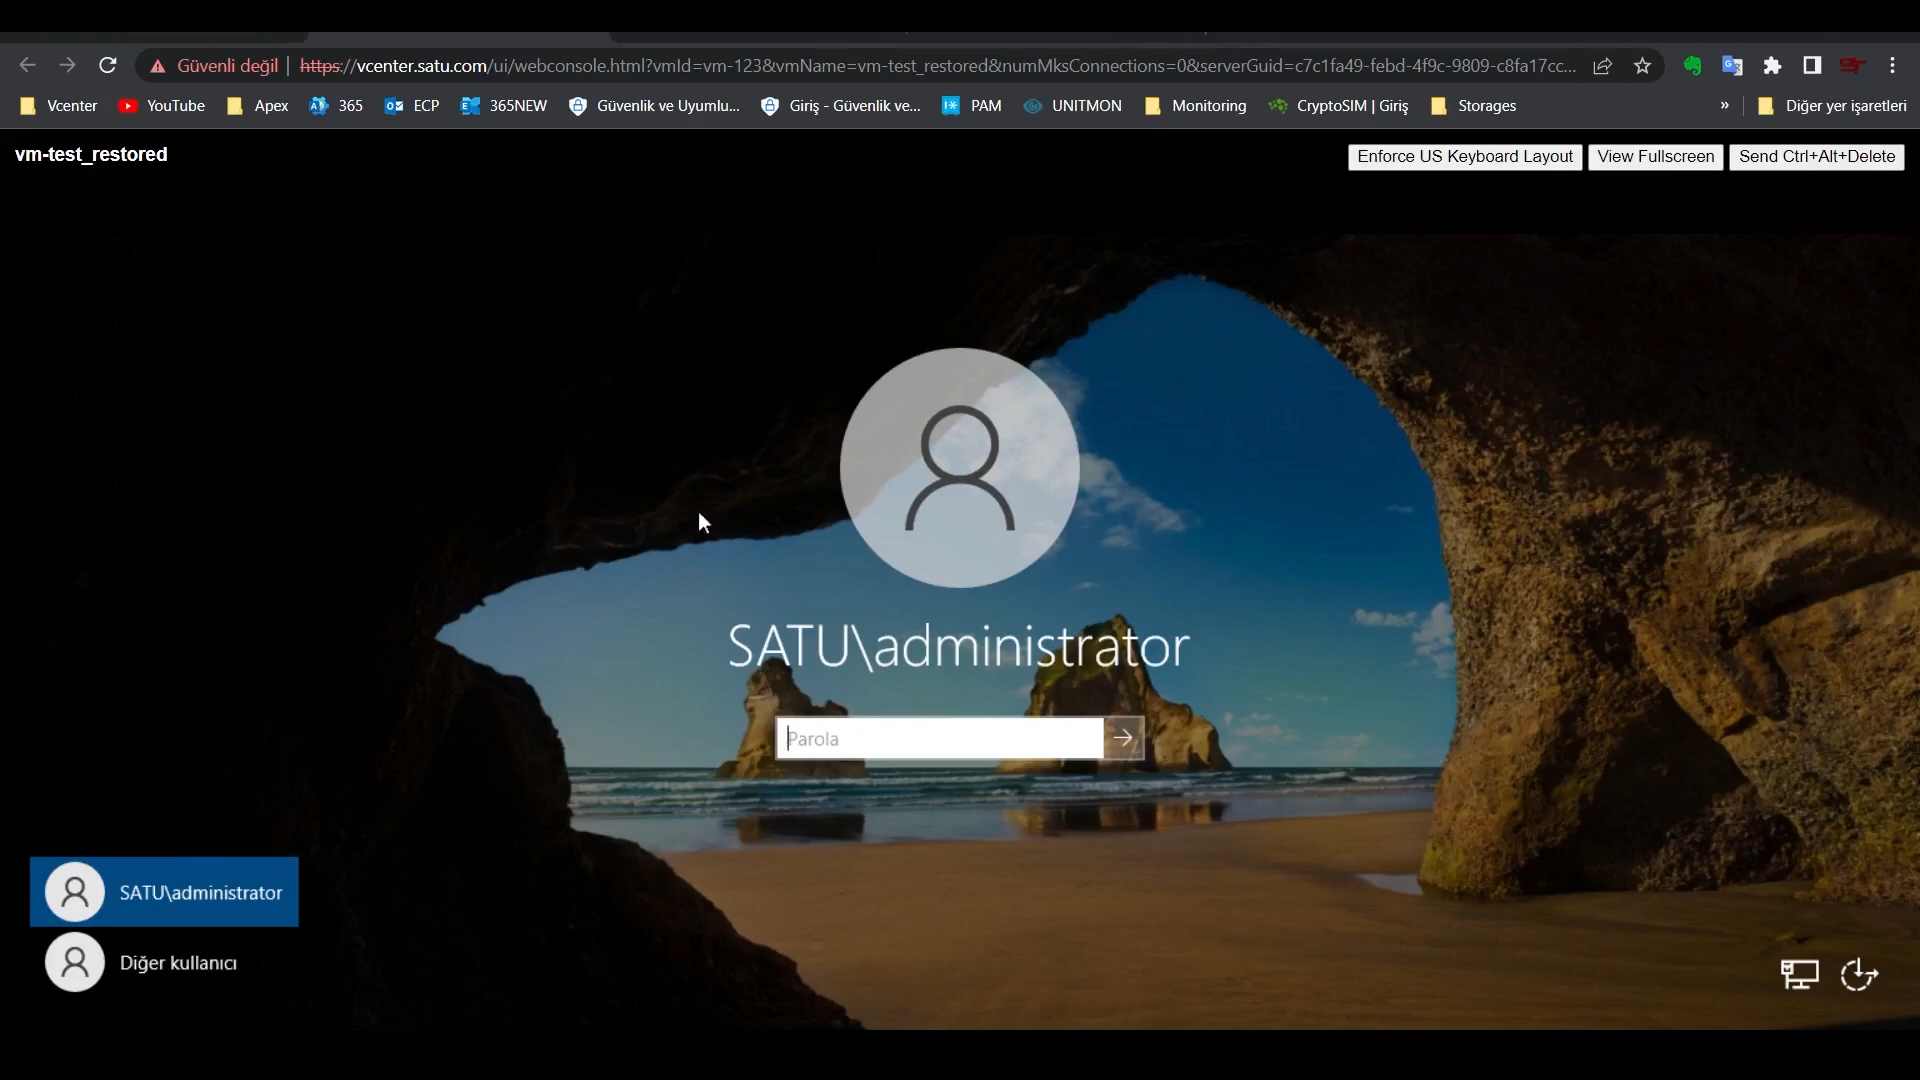 Güvenli değil | https://vcenter.satu.com/ui/webconsole.html?vmId=vm-123&vmName=vm-test_restored&numMksConnections=0&serverGuid=c7c1fa49-febd-4f9c-9809-c8fa17cc...
Vcenter YouTube Apex 365 ECP 365NEW Güvenlik ve Uyumlu... Giriş - Güvenlik ve... PAM UNITMON Monitoring CryptoSIM | Giriş Storages » Diğer yer işaretleri
vm-test_restored Enforce US Keyboard Layout View Fullscreen Send Ctrl+Alt+Delete
SATU\administrator
Parola
SATU\administrator
Diğer kullanıcı